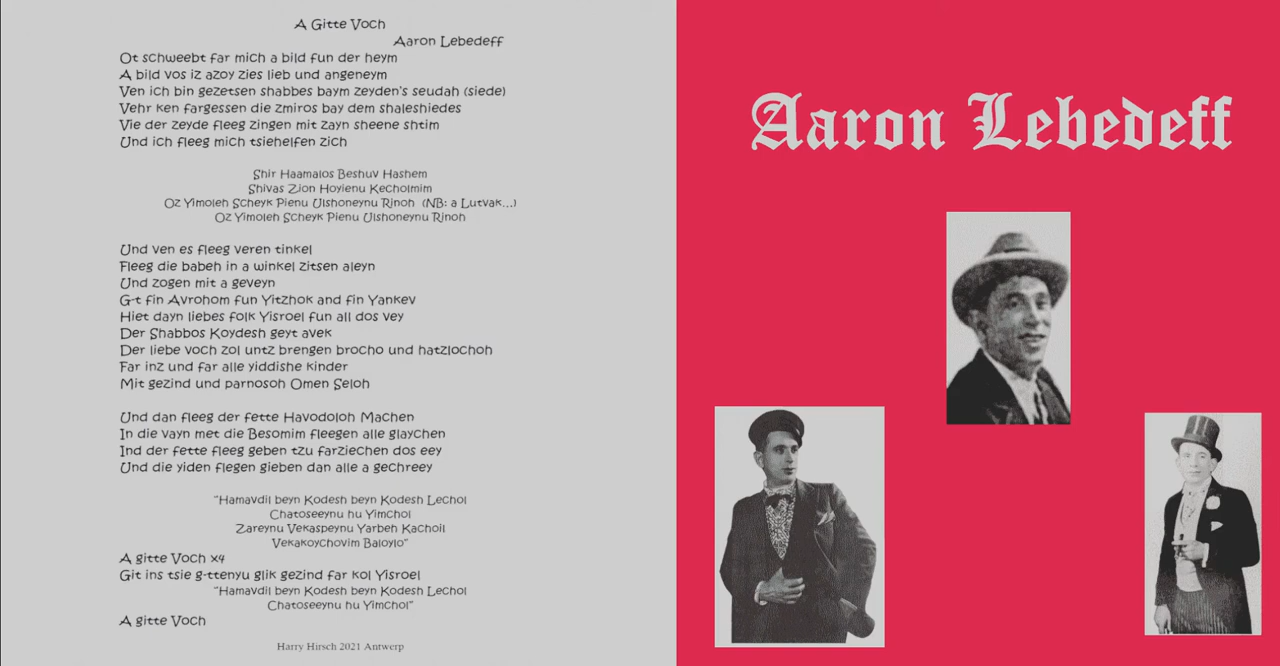 A Gitte Voch
Aaron Lebedeff
Ot schweebt far mich a bild fun der heym
A bild vos iz azoy zies lieb und angeneym
Ven ich bin gezetsen shabbes baym zeyden's seudah (siede)
Vehr ken fargessen die zmiros bay dem shaleshiedes
Vie der zeyde fleeg zingen mit zayn sheene shtim
Und ich fleeg mich tsiehelfen zich
Shir Haamalos Beshuv Hashem
Shivas Zion Hoyienu Kecholmim
Oz Yimoleh Scheyk Pienu Ulshoneynu Rinoh (NB: a Lutvak...)
Oz Yimoleh Scheyk Pienu Ulshoneynu Rinoh
Und ven es fleeg veren tinkel
Fleeg die babeh in a winkel zitsen aleyn
Und zogen mit a geveyn
G-t fin Avrohom fun Yitzhok and fin Yankev
Hiet dayn liebes folk Yisroel fun all dos vey
Der Shabbos Koydesh geyt avek
Der liebe voch zol untz brengen brocho und hatzlochoh
Far inz und far alle yiddishe kinder
Mit gezind und parnosoh Omen Seloh
Und dan fleeg der fette Havodoloh Machen
In die vayn met die Besomim fleegen alle glaychen
Ind der fette fleeg geben tzu farziechen dos eey
Und die yiden flegen gieben dan alle a gechreey
"Hamavdil beyn Kodesh beyn Kodesh Lechol
Chatoseeynu hu Yimchol
Zareynu Vekaspeynu Yarbeh Kachoil
Vekakoychovim Baloylo"
A gitte Voch x4
Git ins tsie g-ttenyu glik gezind far kol Yisroel
"Hamavdil beyn Kodesh beyn Kodesh Lechol
Chatoseeynu hu Yimchol"
A gitte Voch
Harry Hirsch 2021 Antwerp
Aaron Lebedeff